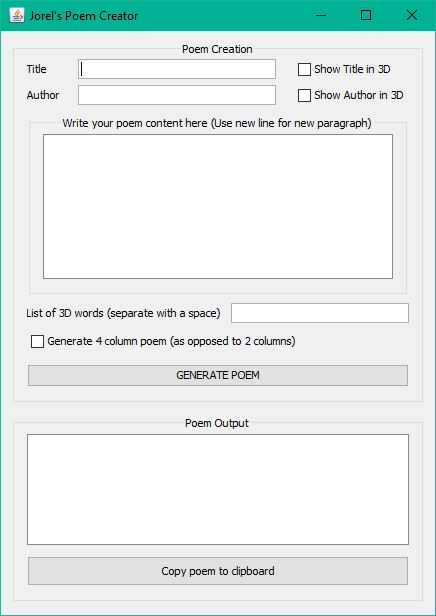 Jorel's Poem Creator
Poem Creation
Title
Show Title in 3D
Author
Show Author in 3D
Write your poem content here (Use new line for new paragraph)
List of 3D words (separate with a space)
Generate 4 column poem (as opposed to 2 columns)
GENERATE POEM
Poem Output
Copy poem to clipboard